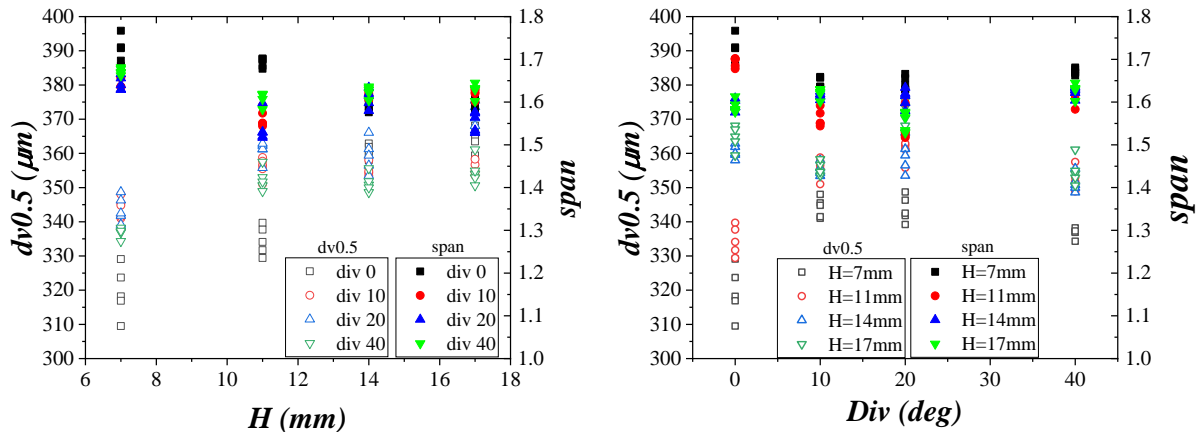 400
390
380
370
360
350
340
330
320
310
300
dv0.5 (μm)
1.8
1.7
1.6
1.5
1.4
1.3
1.2
1.1
1.0
span
6 8 10 12 14 16 18
H (mm)
dv0.5 span
div 0 div 0
div 10 div 10
div 20 div 20
div 40 div 40
400
390
380
370
360
350
340
330
320
310
300
dv0.5 (μm)
1.8
1.7
1.6
1.5
1.4
1.3
1.2
1.1
1.0
span
0 10 20 30 40
Div (deg)
dv0.5 span
H=7mm H=7mm
H=11mm H=11mm
H=14mm H=14mm
H=17mm H=17mm